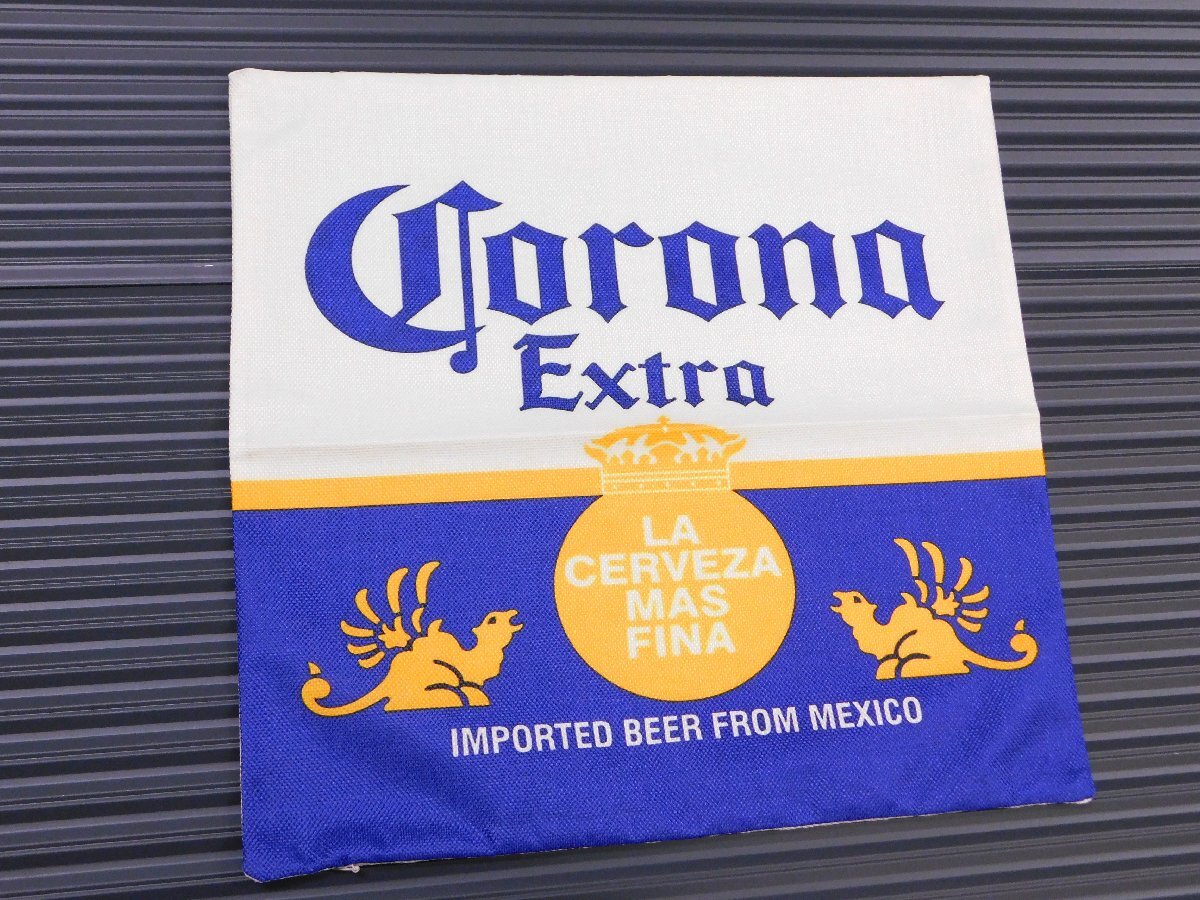 Corona
Extra
LA
CERVEZA
MAS
FINA
IMPORTED BEER FROM MEXICO